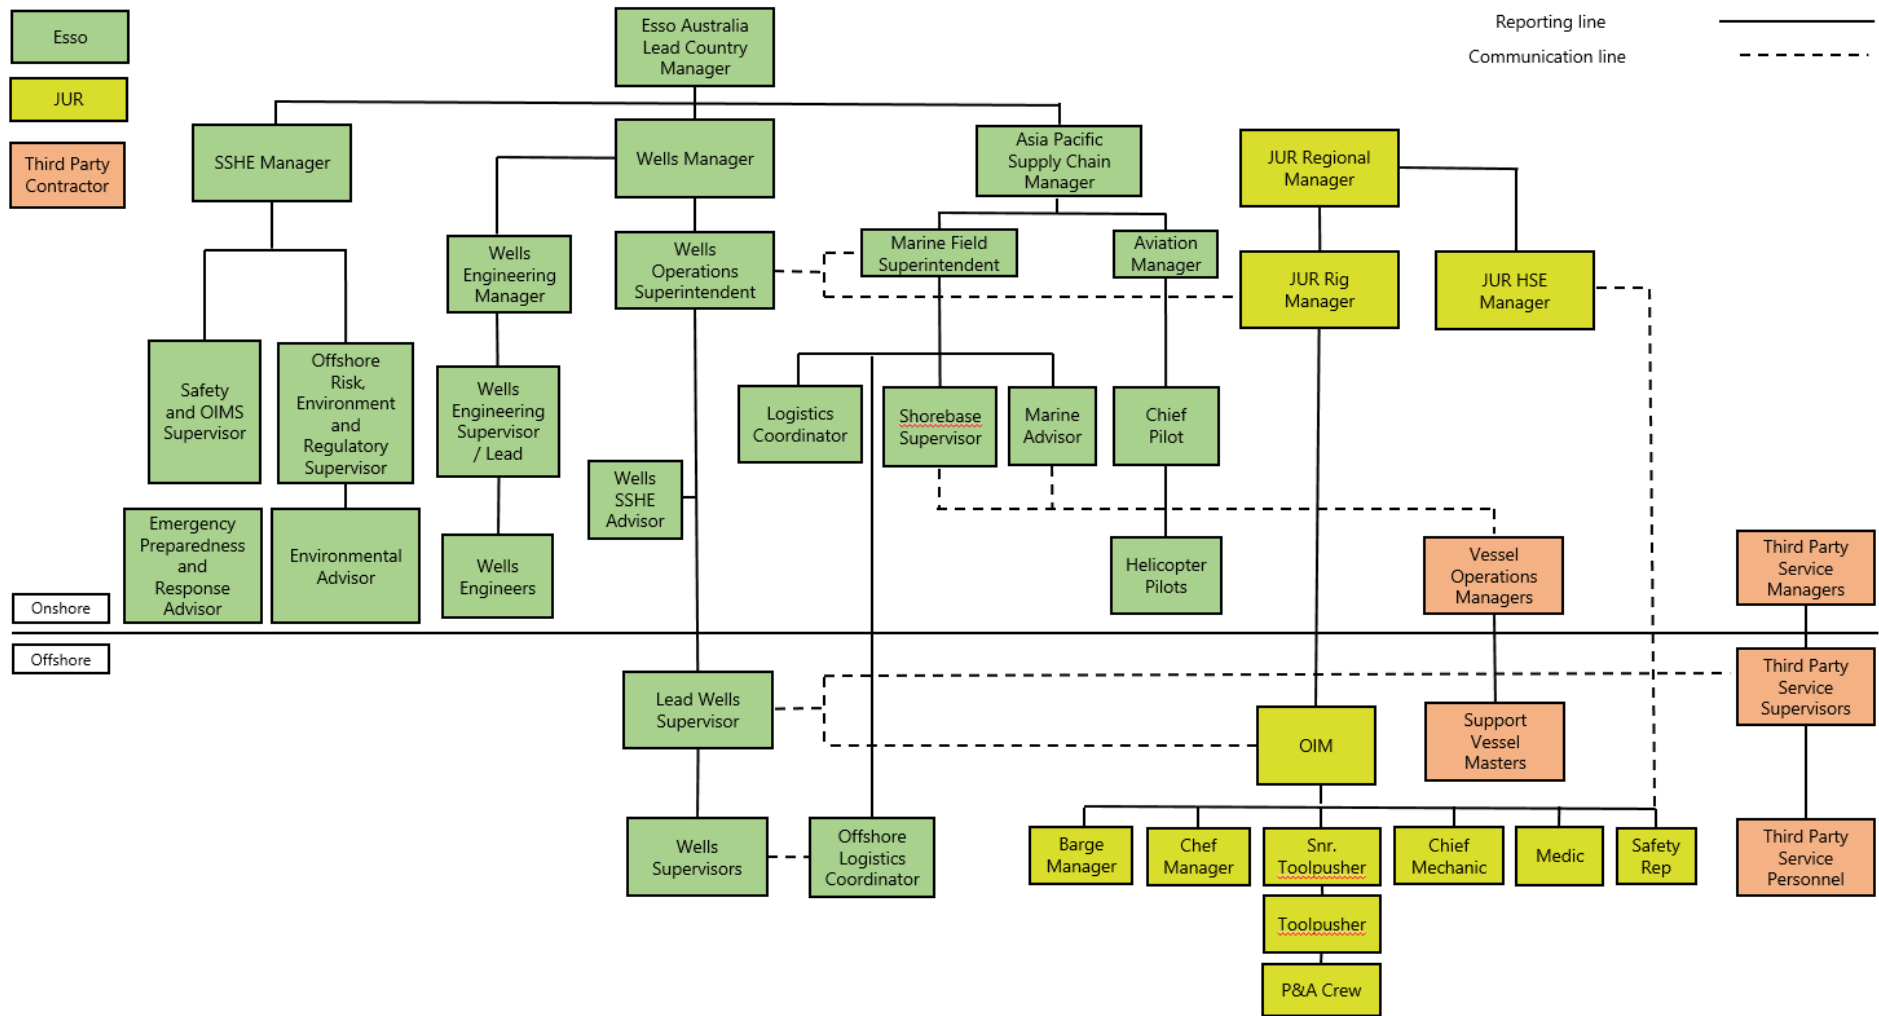 Esso
JUR
Third Party
Contractor
Reporting line
Communication line
Esso Australia
Lead Country
Manager
SSHE Manager
Wells Manager
Asia Pacific
Supply Chain
Manager
JUR Regional
Manager
Wells
Engineering
Manager
Wells
Operations
Superintendent
Marine Field
Superintendent
Aviation
Manager
JUR Rig
Manager
JUR HSE
Manager
Safety
and OIMS
Supervisor
Offshore
Risk,
Environment
and
Regulatory
Supervisor
Wells
Engineering
Supervisor
/ Lead
Logistics
Coordinator
Shorebase
Supervisor
Marine
Advisor
Chief
Pilot
Wells
SSHE
Advisor
Emergency
Preparedness
and
Response
Advisor
Environmental
Advisor
Wells
Engineers
Helicopter
Pilots
Vessel
Operations
Managers
Third Party
Service
Managers
Onshore
Offshore
Lead Wells
Supervisor
OIM
Support
Vessel
Masters
Third Party
Service
Supervisors
Wells
Supervisors
Offshore
Logistics
Coordinator
Barge
Manager
Chef
Manager
Snr.
Toolpusher
Chief
Mechanic
Medic
Safety
Rep
Third Party
Service
Personnel
Toolpusher
P&A Crew